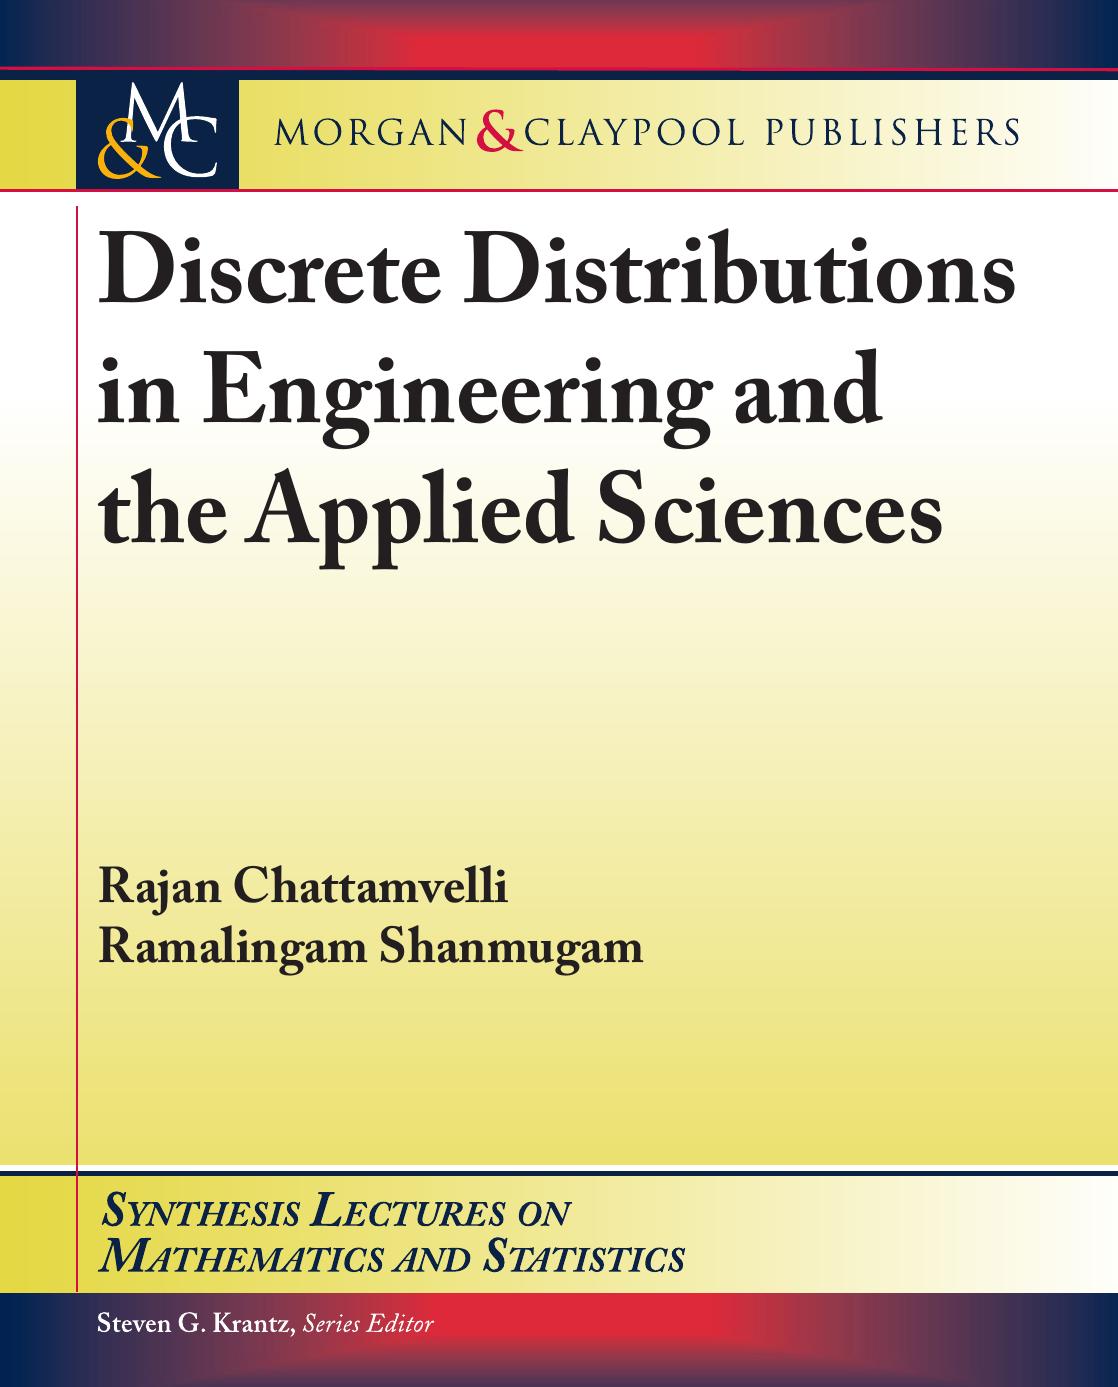 M&C
MORGAN & CLAYPOOL PUBLISHERS
Discrete Distributions
in Engineering and
the Applied Sciences
Rajan Chattamvelli
Ramalingam Shanmugam
SYNTHESIS LECTURES ON
MATHEMATICS AND STATISTICS
Steven G. Krantz, Series Editor